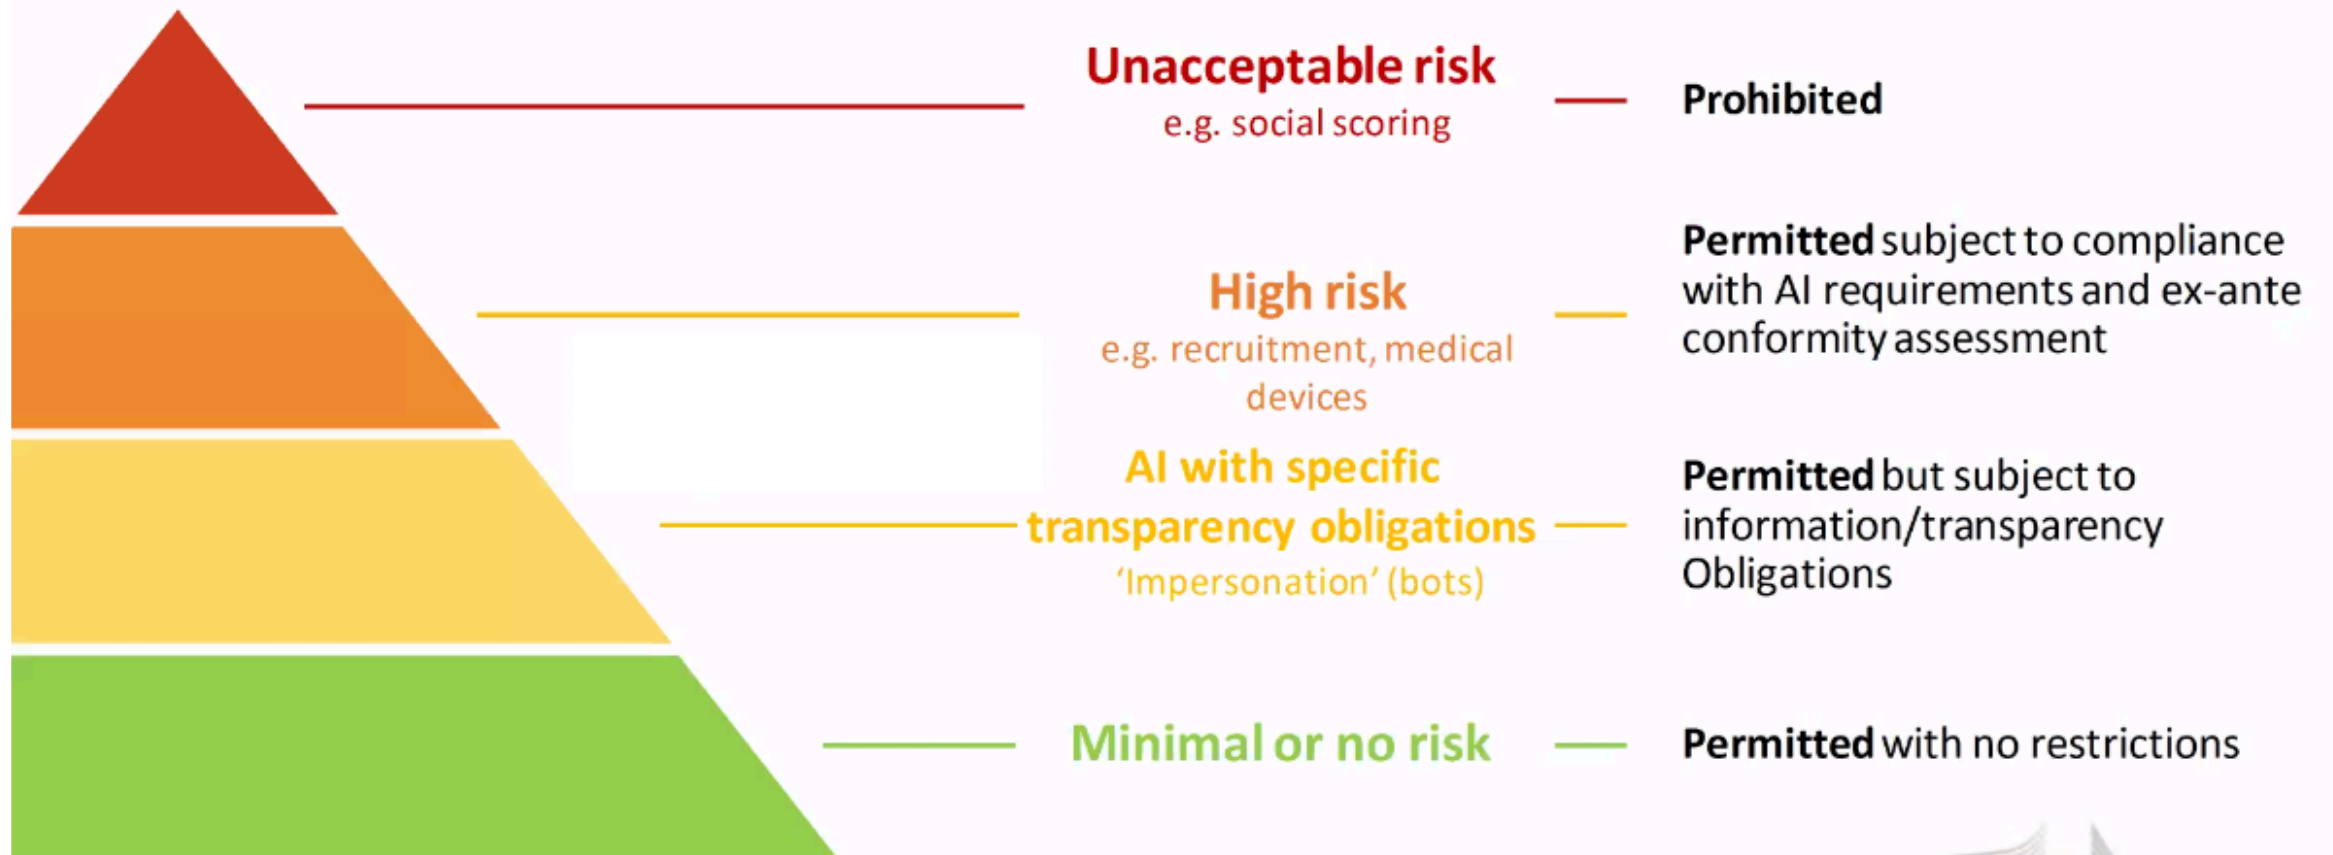 Unacceptable risk
e.g. social scoring
Prohibited
High risk
e.g. recruitment, medical
devices
Permitted subject to compliance
with AI requirements and ex-ante
conformity assessment
AI with specific
transparency obligations
‘Impersonation’ (bots)
Permitted but subject to
information/transparency
Obligations
Minimal or no risk
Permitted with no restrictions